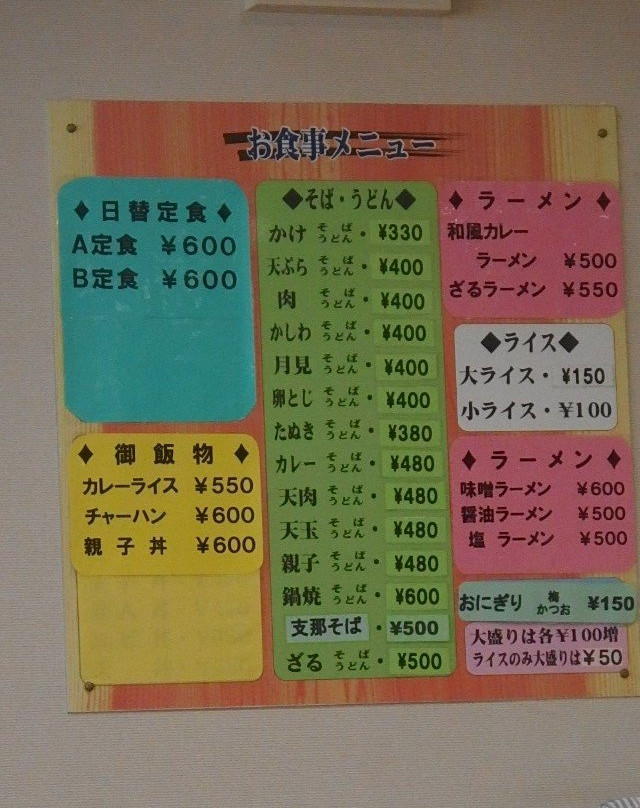 お食事メニュー
◆日替定食◆
A定食 ¥600
B定食 ¥600
◆御飯物◆
カレーライス ¥550
チャーハン ¥600
親子丼 ¥600
◆そば・うどん◆
かけ そば うどん・¥330
天ぷら そば うどん・¥400
肉 そば うどん・¥400
かしわ そば うどん・¥400
月見 そば うどん・¥400
卵とじ そば うどん・¥400
たぬき そば うどん・¥380
カレー そば うどん・¥480
天肉 そば うどん・¥480
天玉 そば うどん・¥480
親子 そば うどん・¥480
鍋焼 そば うどん・¥600
支那そば・¥500
ざる そば うどん・¥500
◆ラーメン◆
和風カレー
ラーメン ¥500
ざるラーメン ¥550
◆ライス◆
大ライス・¥150
小ライス・¥100
◆ラーメン◆
味噌ラーメン ¥600
醤油ラーメン ¥500
塩 ラーメン ¥500
おにぎり 梅 かつお ¥150
大盛りは各¥100増
ライスのみ大盛りは¥50